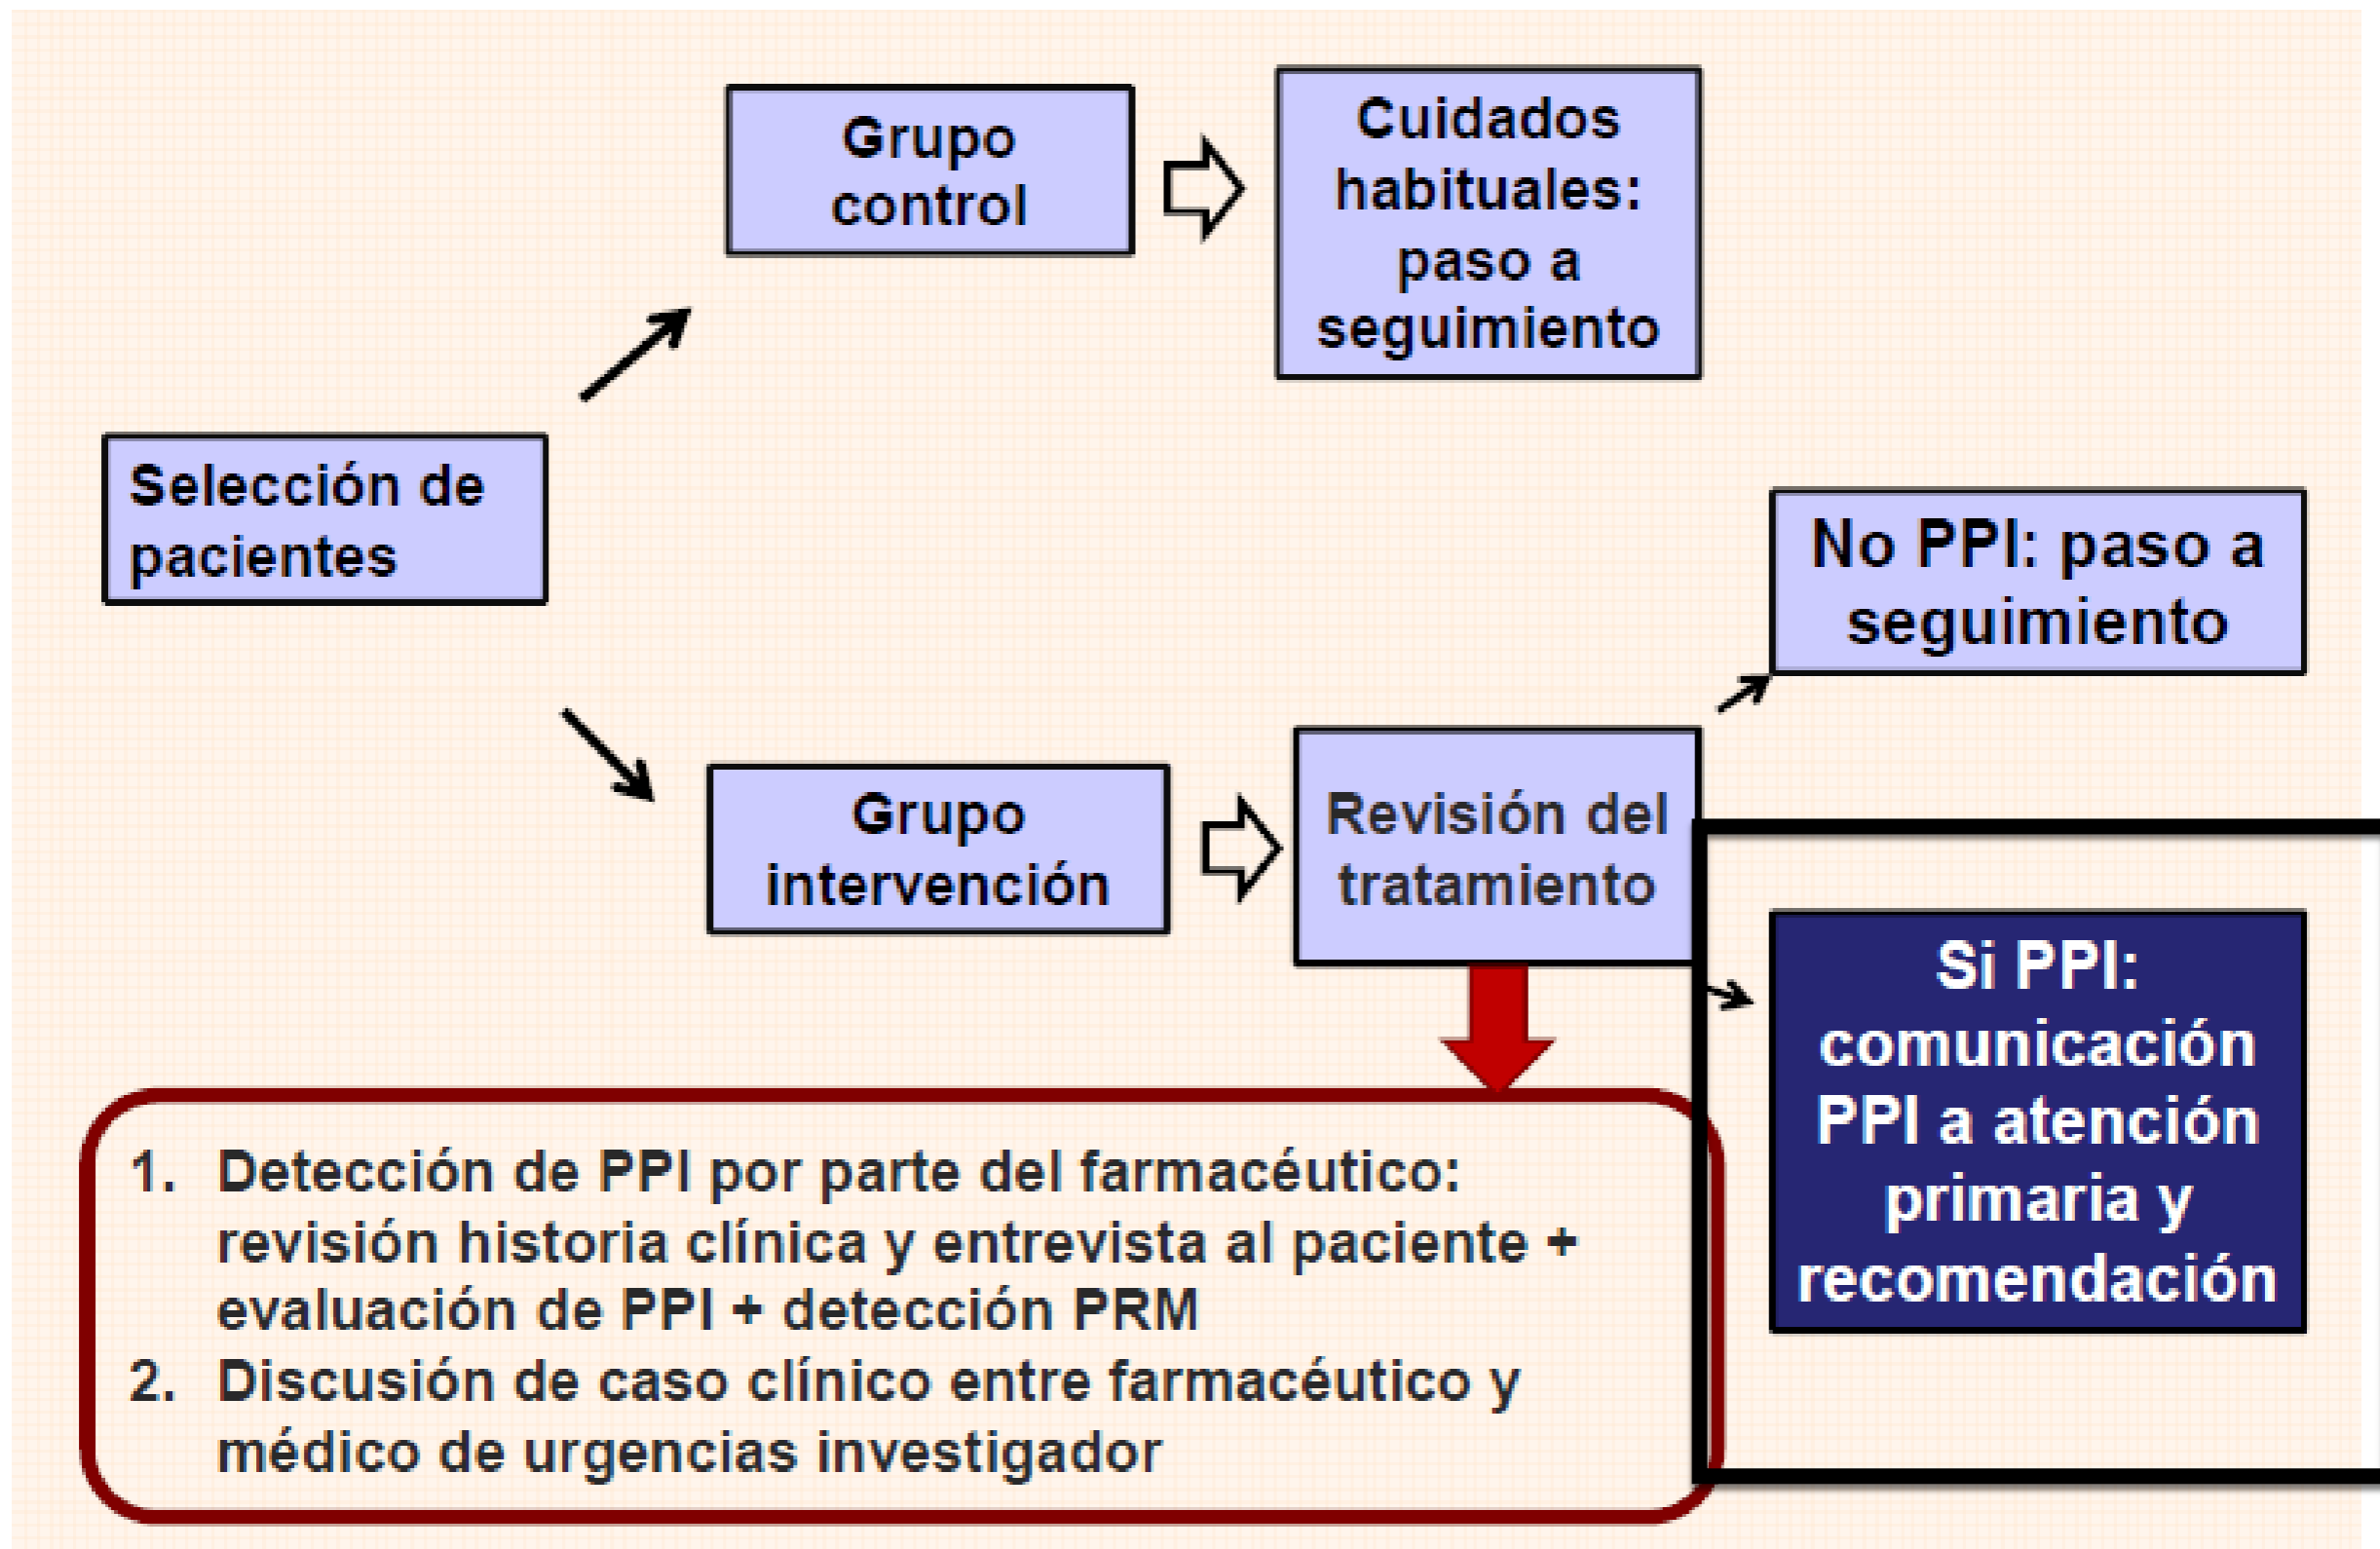 Grupo
control
Cuidados
habituales:
paso a
seguimiento
Selección de
pacientes
No PPI: paso a
seguimiento
Grupo
intervención
Revisión del
tratamiento
Si PPI:
comunicación
PPI a atención
primaria y
recomendación
1. Detección de PPI por parte del farmacéutico:
revisión historia clínica y entrevista al paciente +
evaluación de PPI + detección PRM
2. Discusión de caso clínico entre farmacéutico y
médico de urgencias investigador